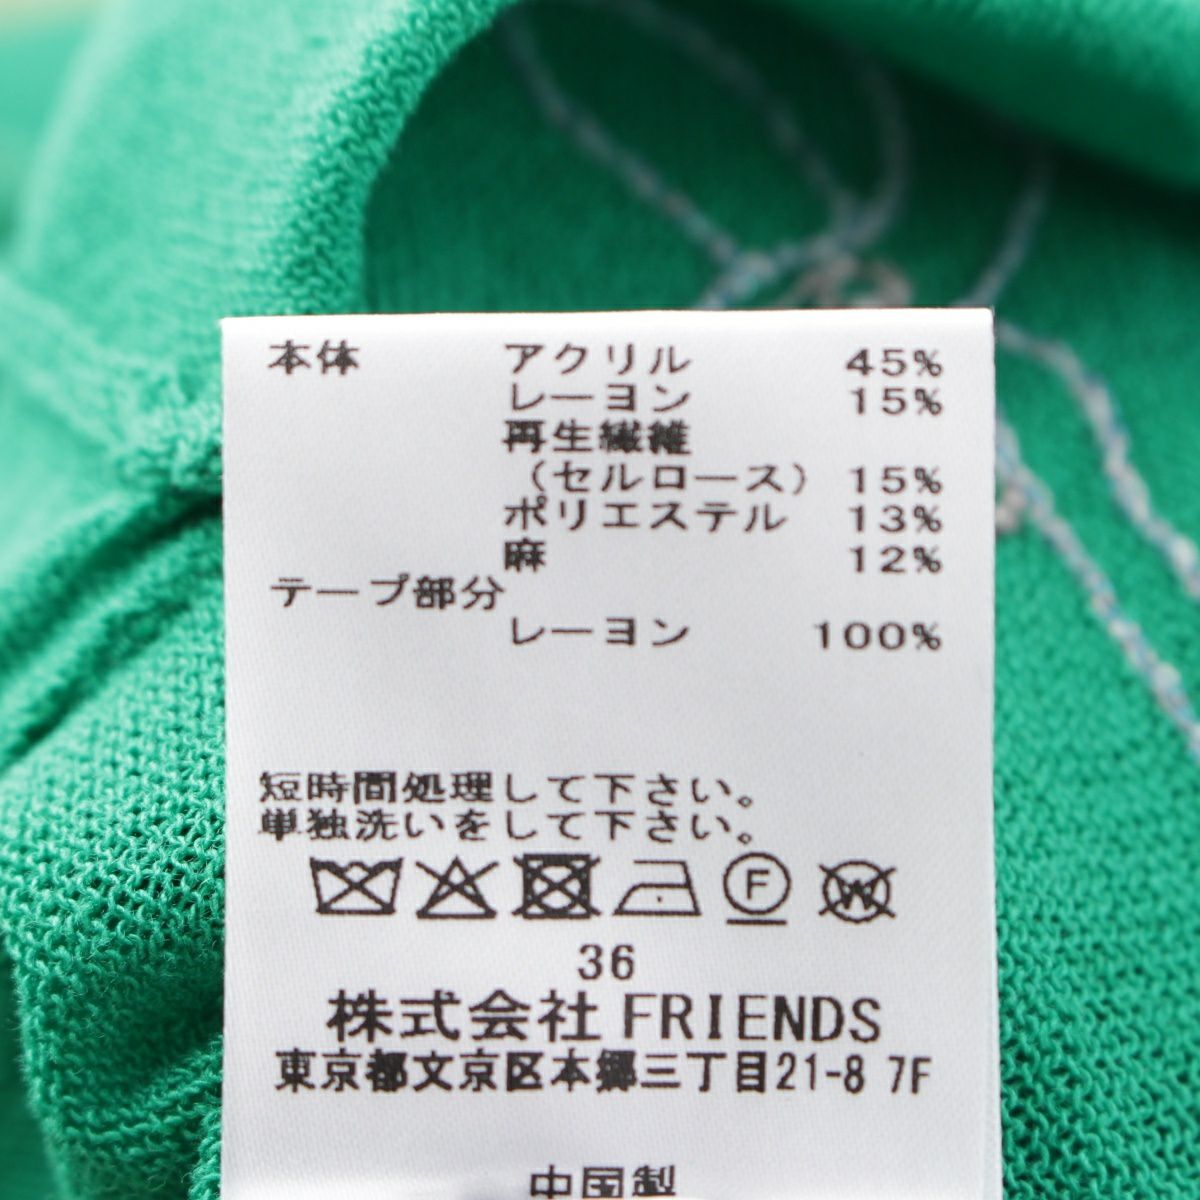 本体 アクリル 45%
レーヨン 15%
再生繊維
(セルロース) 15%
ポリエステル 13%
麻 12%
テープ部分
レーヨン 100%
短時間処理して下さい。
単独洗いをして下さい。
F W
36
株式会社 FRIENDS
東京都文京区本郷三丁目21-8 7F
中国製